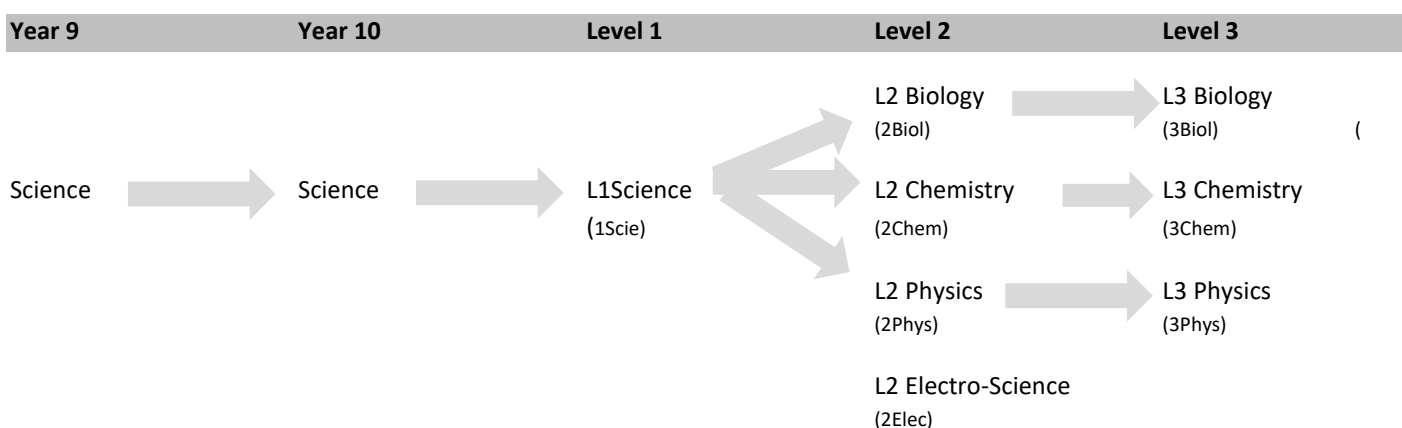 Year 9 Year 10 Level 1 Level 2 Level 3
L2 Biology L3 Biology
(2Biol) (3Biol) (
Science Science L1Science L2 Chemistry L3 Chemistry
(1Scie) (2Chem) (3Chem)
L2 Physics L3 Physics
(2Phys) (3Phys)
L2 Electro-Science
(2Elec)